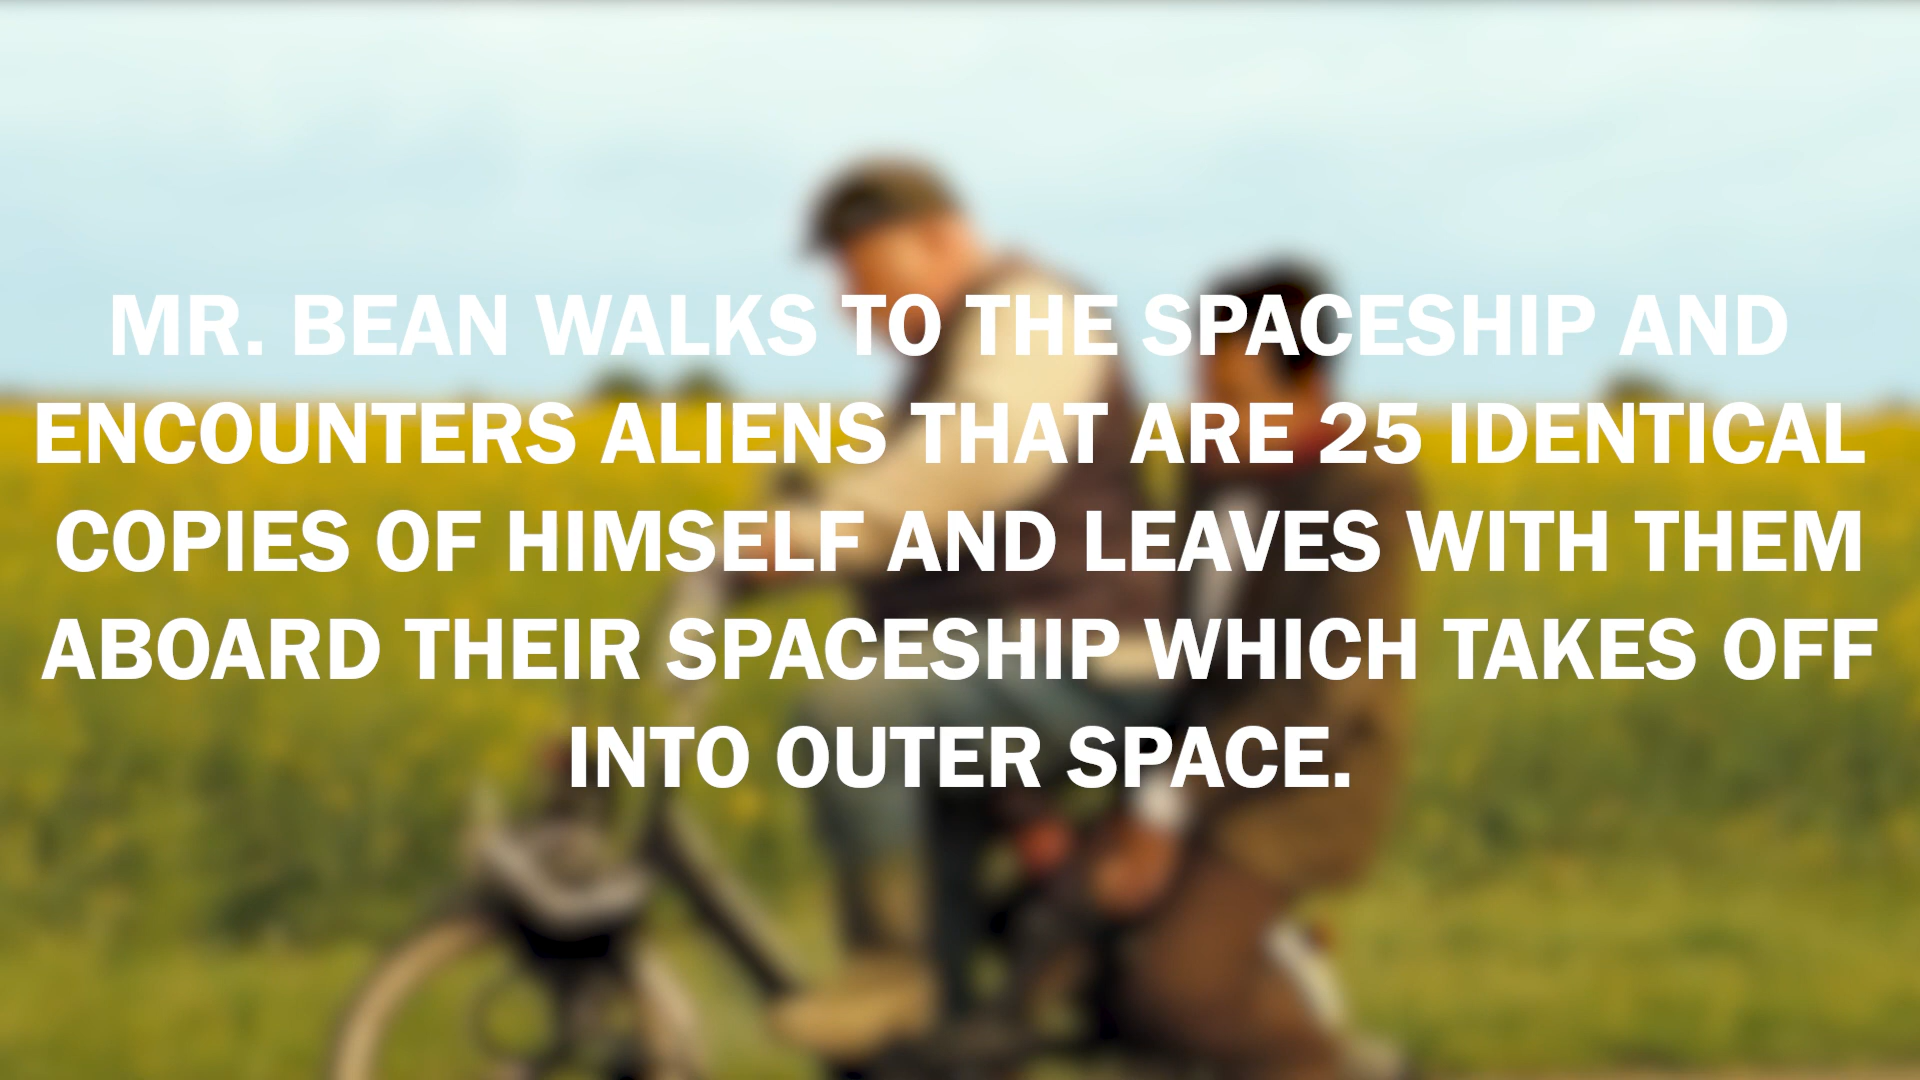 MR. BEAN WALKS TO THE SPACESHIP AND
ENCOUNTERS ALIENS THAT ARE 25 IDENTICAL
COPIES OF HIMSELF AND LEAVES WITH THEM
ABOARD THEIR SPACESHIP WHICH TAKES OFF
INTO OUTER SPACE.